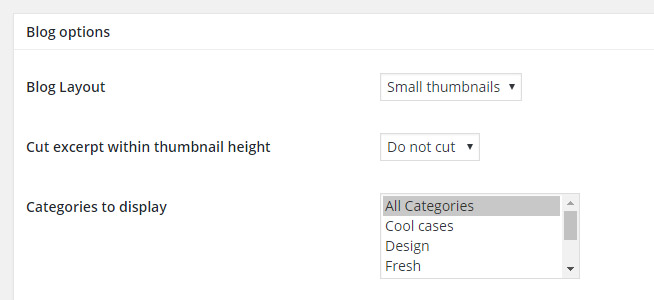 Blog options
Blog Layout
Small thumbnails
Cut excerpt within thumbnail height
Do not cut
Categories to display
All Categories
Cool cases
Design
Fresh